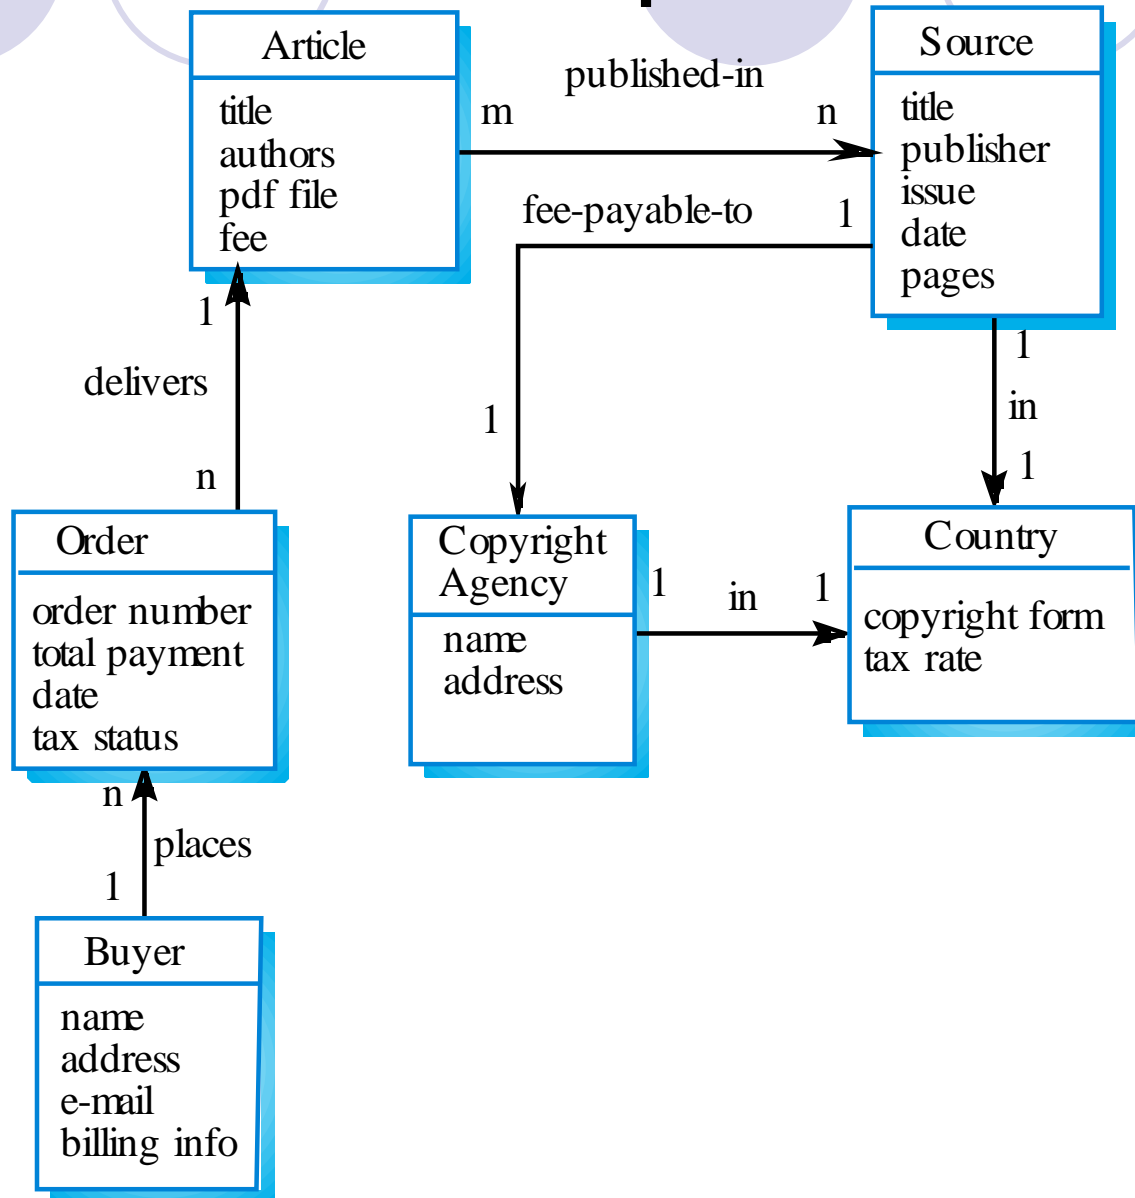 Article
title
authors
pdf file
fee
published-in
m
n
Source
title
publisher
issue
date
pages
fee-payable-to
1
1
1
in
1
1
delivers
n
Order
order number
total payment
date
tax status
Copyright
Agency
name
address
1
in
1
Country
copyright form
tax rate
n
places
1
Buyer
name
address
e-mail
billing info